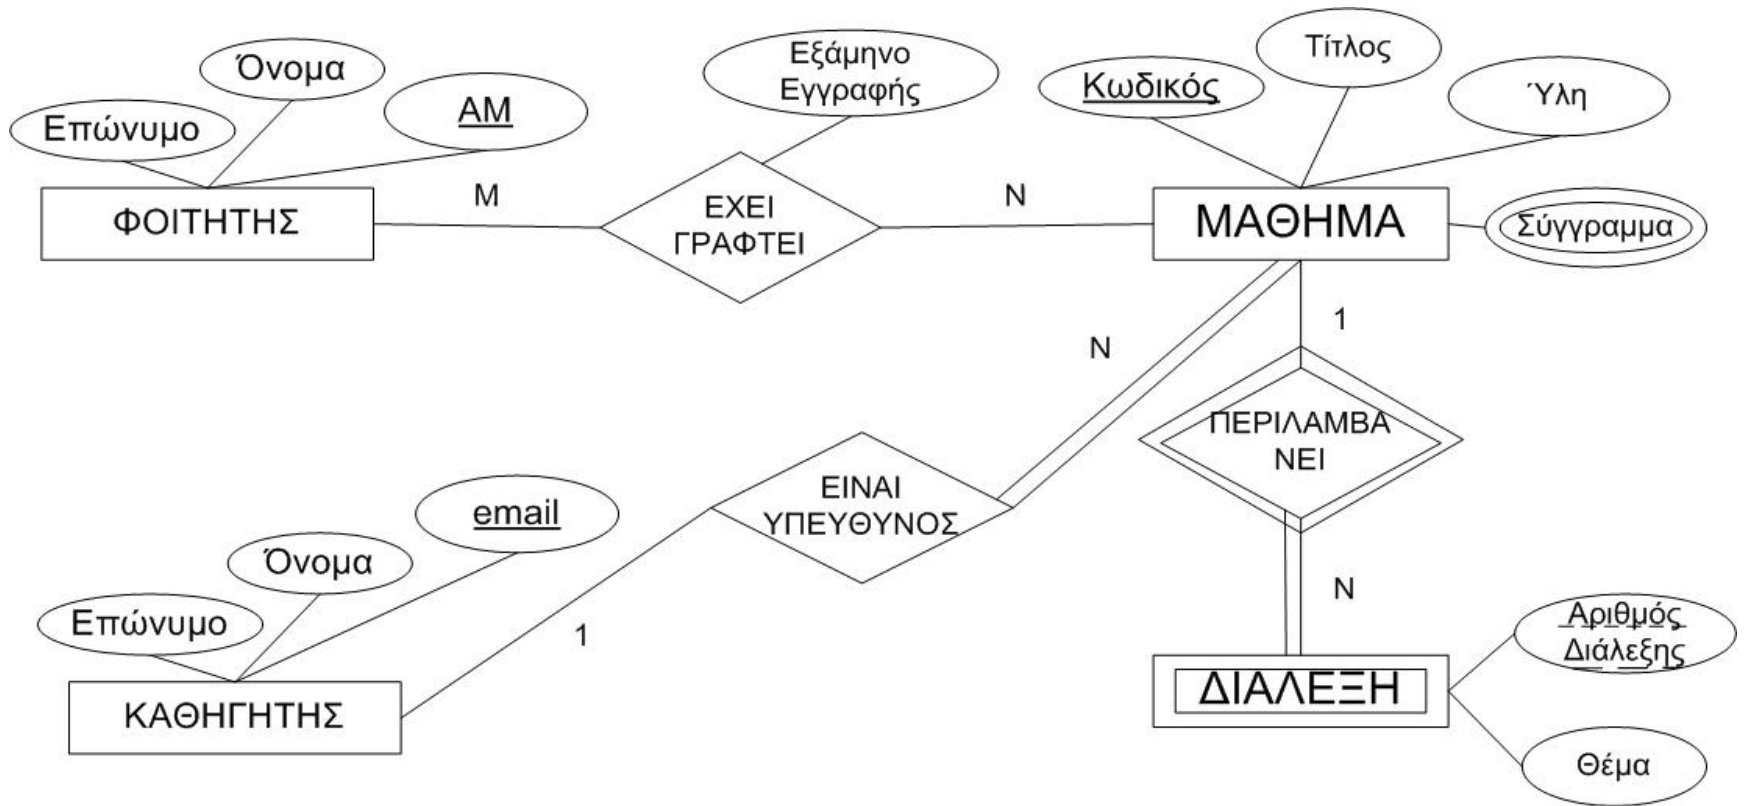 Όνομα
Επώνυμο
ΑΜ
Εξάμηνο
Εγγραφής
Κωδικός
Τίτλος
Ύλη
ΦΟΙΤΗΤΗΣ
M
ΕΧΕΙ
ΓΡΑΦΤΕΙ
N
ΜΑΘΗΜΑ
Σύγγραμμα
N
1
ΠΕΡΙΛΑΜΒΑ
ΝΕΙ
ΕΙΝΑΙ
ΥΠΕΥΘΥΝΟΣ
email
Όνομα
Επώνυμο
1
N
ΚΑΘΗΓΗΤΗΣ
ΔΙΑΛΕΞΗ
Αριθμός
Διάλεξης
Θέμα